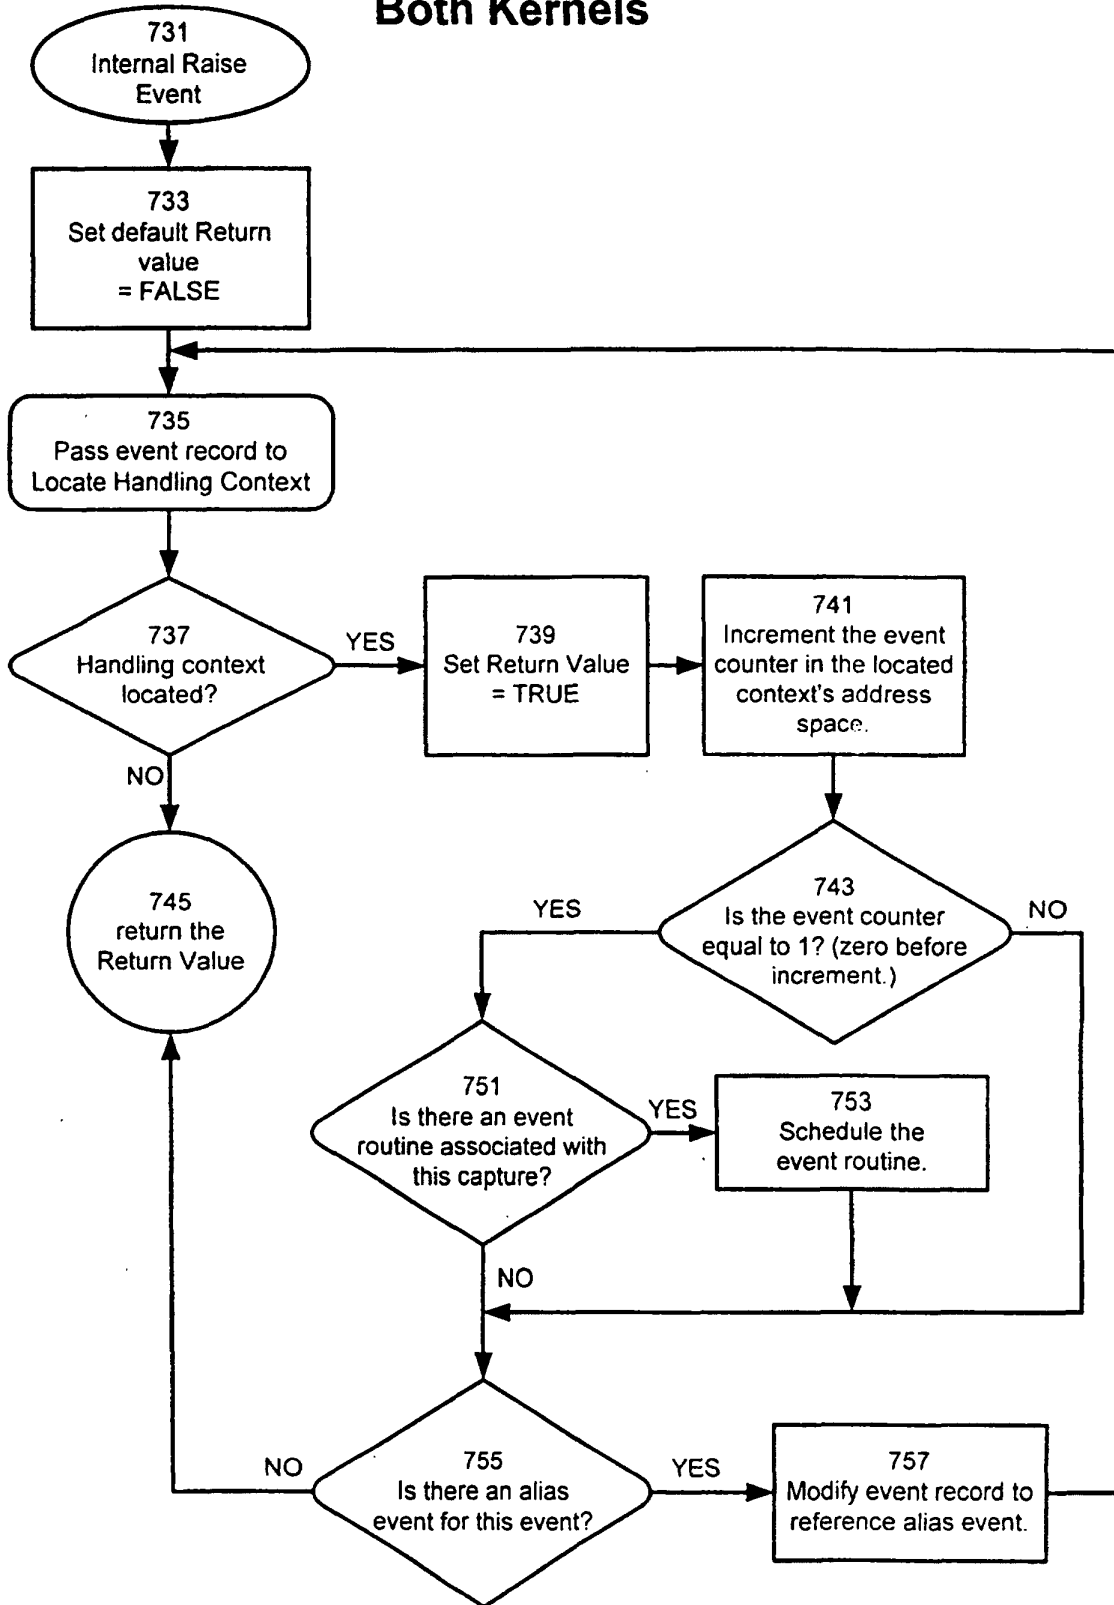 Both Kernels
731
Internal Raise
Event
733
Set default Return
value
= FALSE
735
Pass event record to
Locate Handling Context
737
Handling context
located?
YES
NO
739
Set Return Value
= TRUE
741
Increment the event
counter in the located
context's address
space.
743
Is the event counter
equal to 1? (zero before
increment.)
YES
NO
745
return the
Return Value
751
Is there an event
routine associated with
this capture?
YES
NO
753
Schedule the
event routine.
755
Is there an alias
event for this event?
NO
YES
757
Modify event record to
reference alias event.